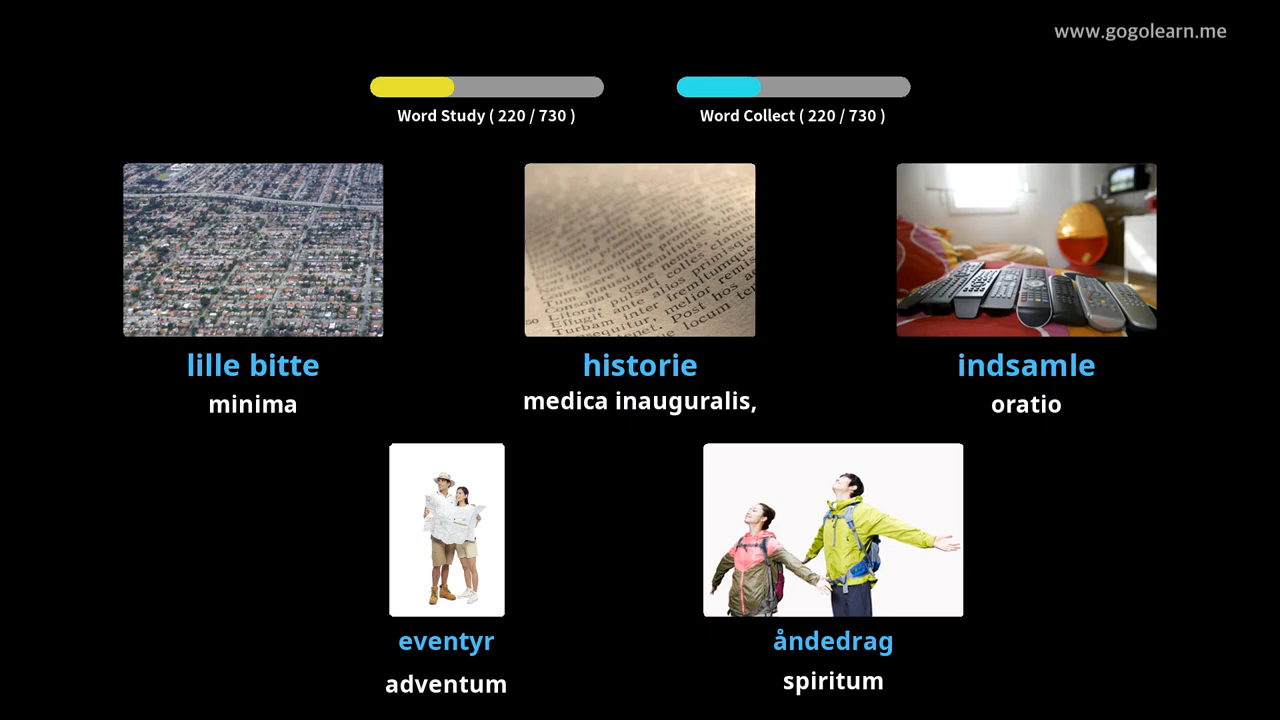 www.gogolearn.me
Word Study ( 220 / 730 )
Word Collect ( 220 / 730 )
lille bitte
minima
historie
medica inauguralis,
indsamle
oratio
eventyr
adventum
åndedrag
spiritum